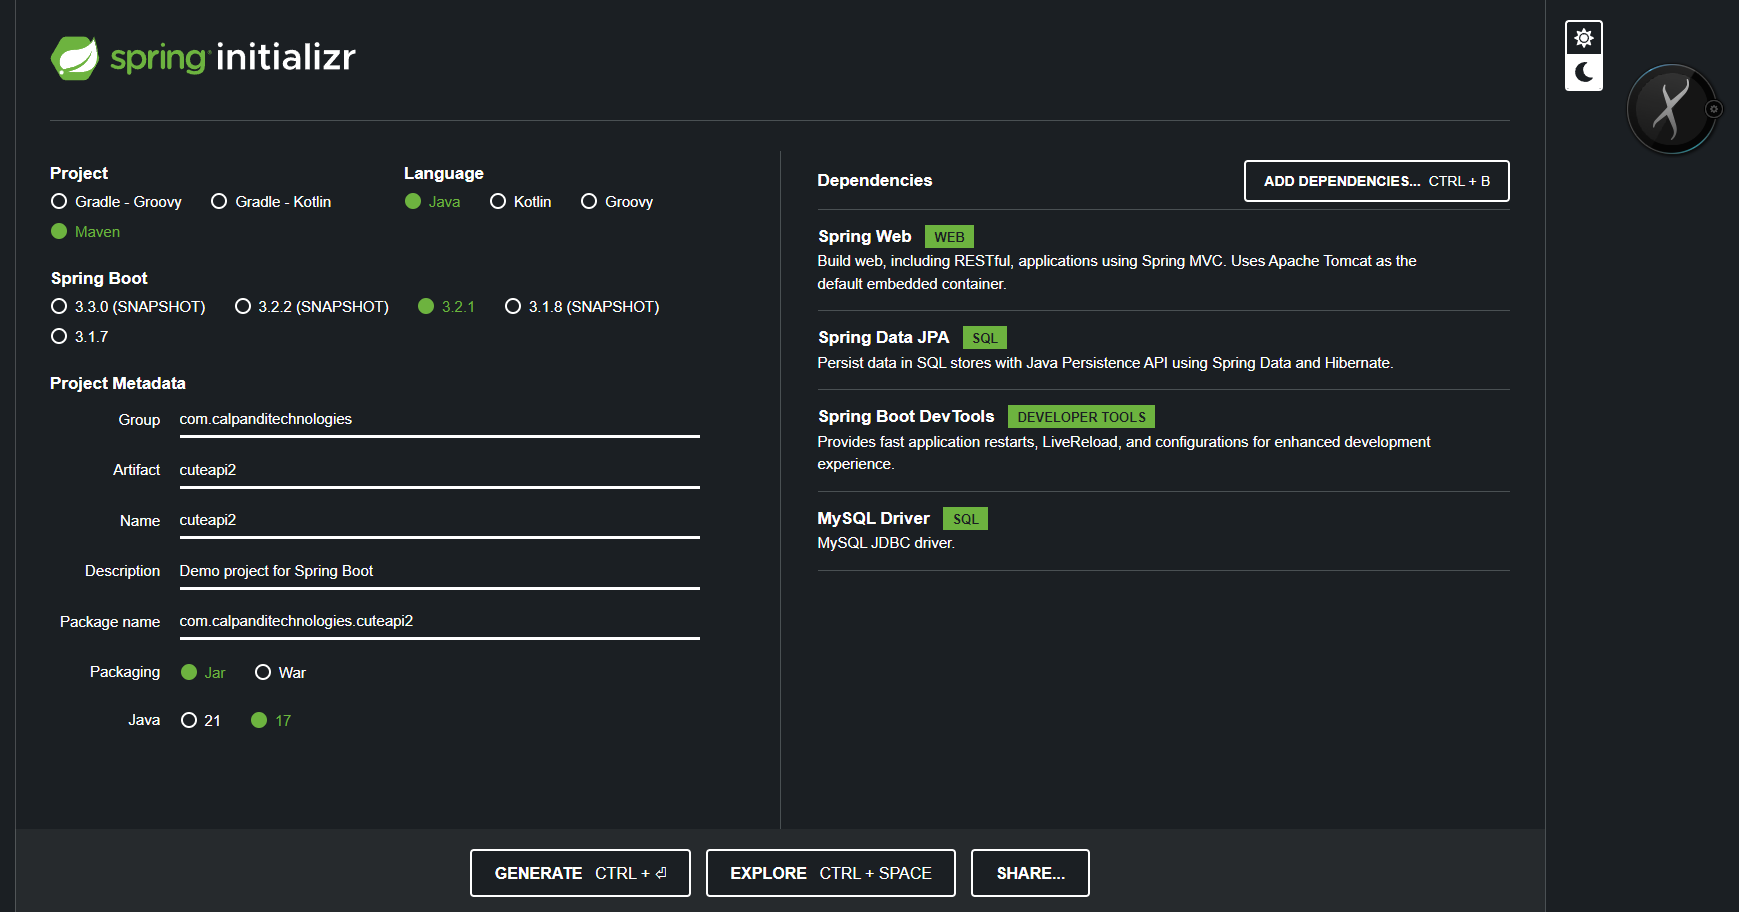 spring initializr
Project
Gradle - Groovy Gradle - Kotlin
Maven
Language
Java Kotlin Groovy
Spring Boot
3.3.0 (SNAPSHOT) 3.2.2 (SNAPSHOT) 3.2.1 3.1.8 (SNAPSHOT)
3.1.7
Project Metadata
Group com.calpanditechnologies
Artifact cuteapi2
Name cuteapi2
Description Demo project for Spring Boot
Package name com.calpanditechnologies.cuteapi2
Packaging Jar War
Java 21 17
Dependencies ADD DEPENDENCIES... CTRL + B
Spring Web WEB
Build web, including RESTful, applications using Spring MVC. Uses Apache Tomcat as the
default embedded container.
Spring Data JPA SQL
Persist data in SQL stores with Java Persistence API using Spring Data and Hibernate.
Spring Boot DevTools DEVELOPER TOOLS
Provides fast application restarts, LiveReload, and configurations for enhanced development
experience.
MySQL Driver SQL
MySQL JDBC driver.
GENERATE CTRL + ⏎ EXPLORE CTRL + SPACE SHARE...